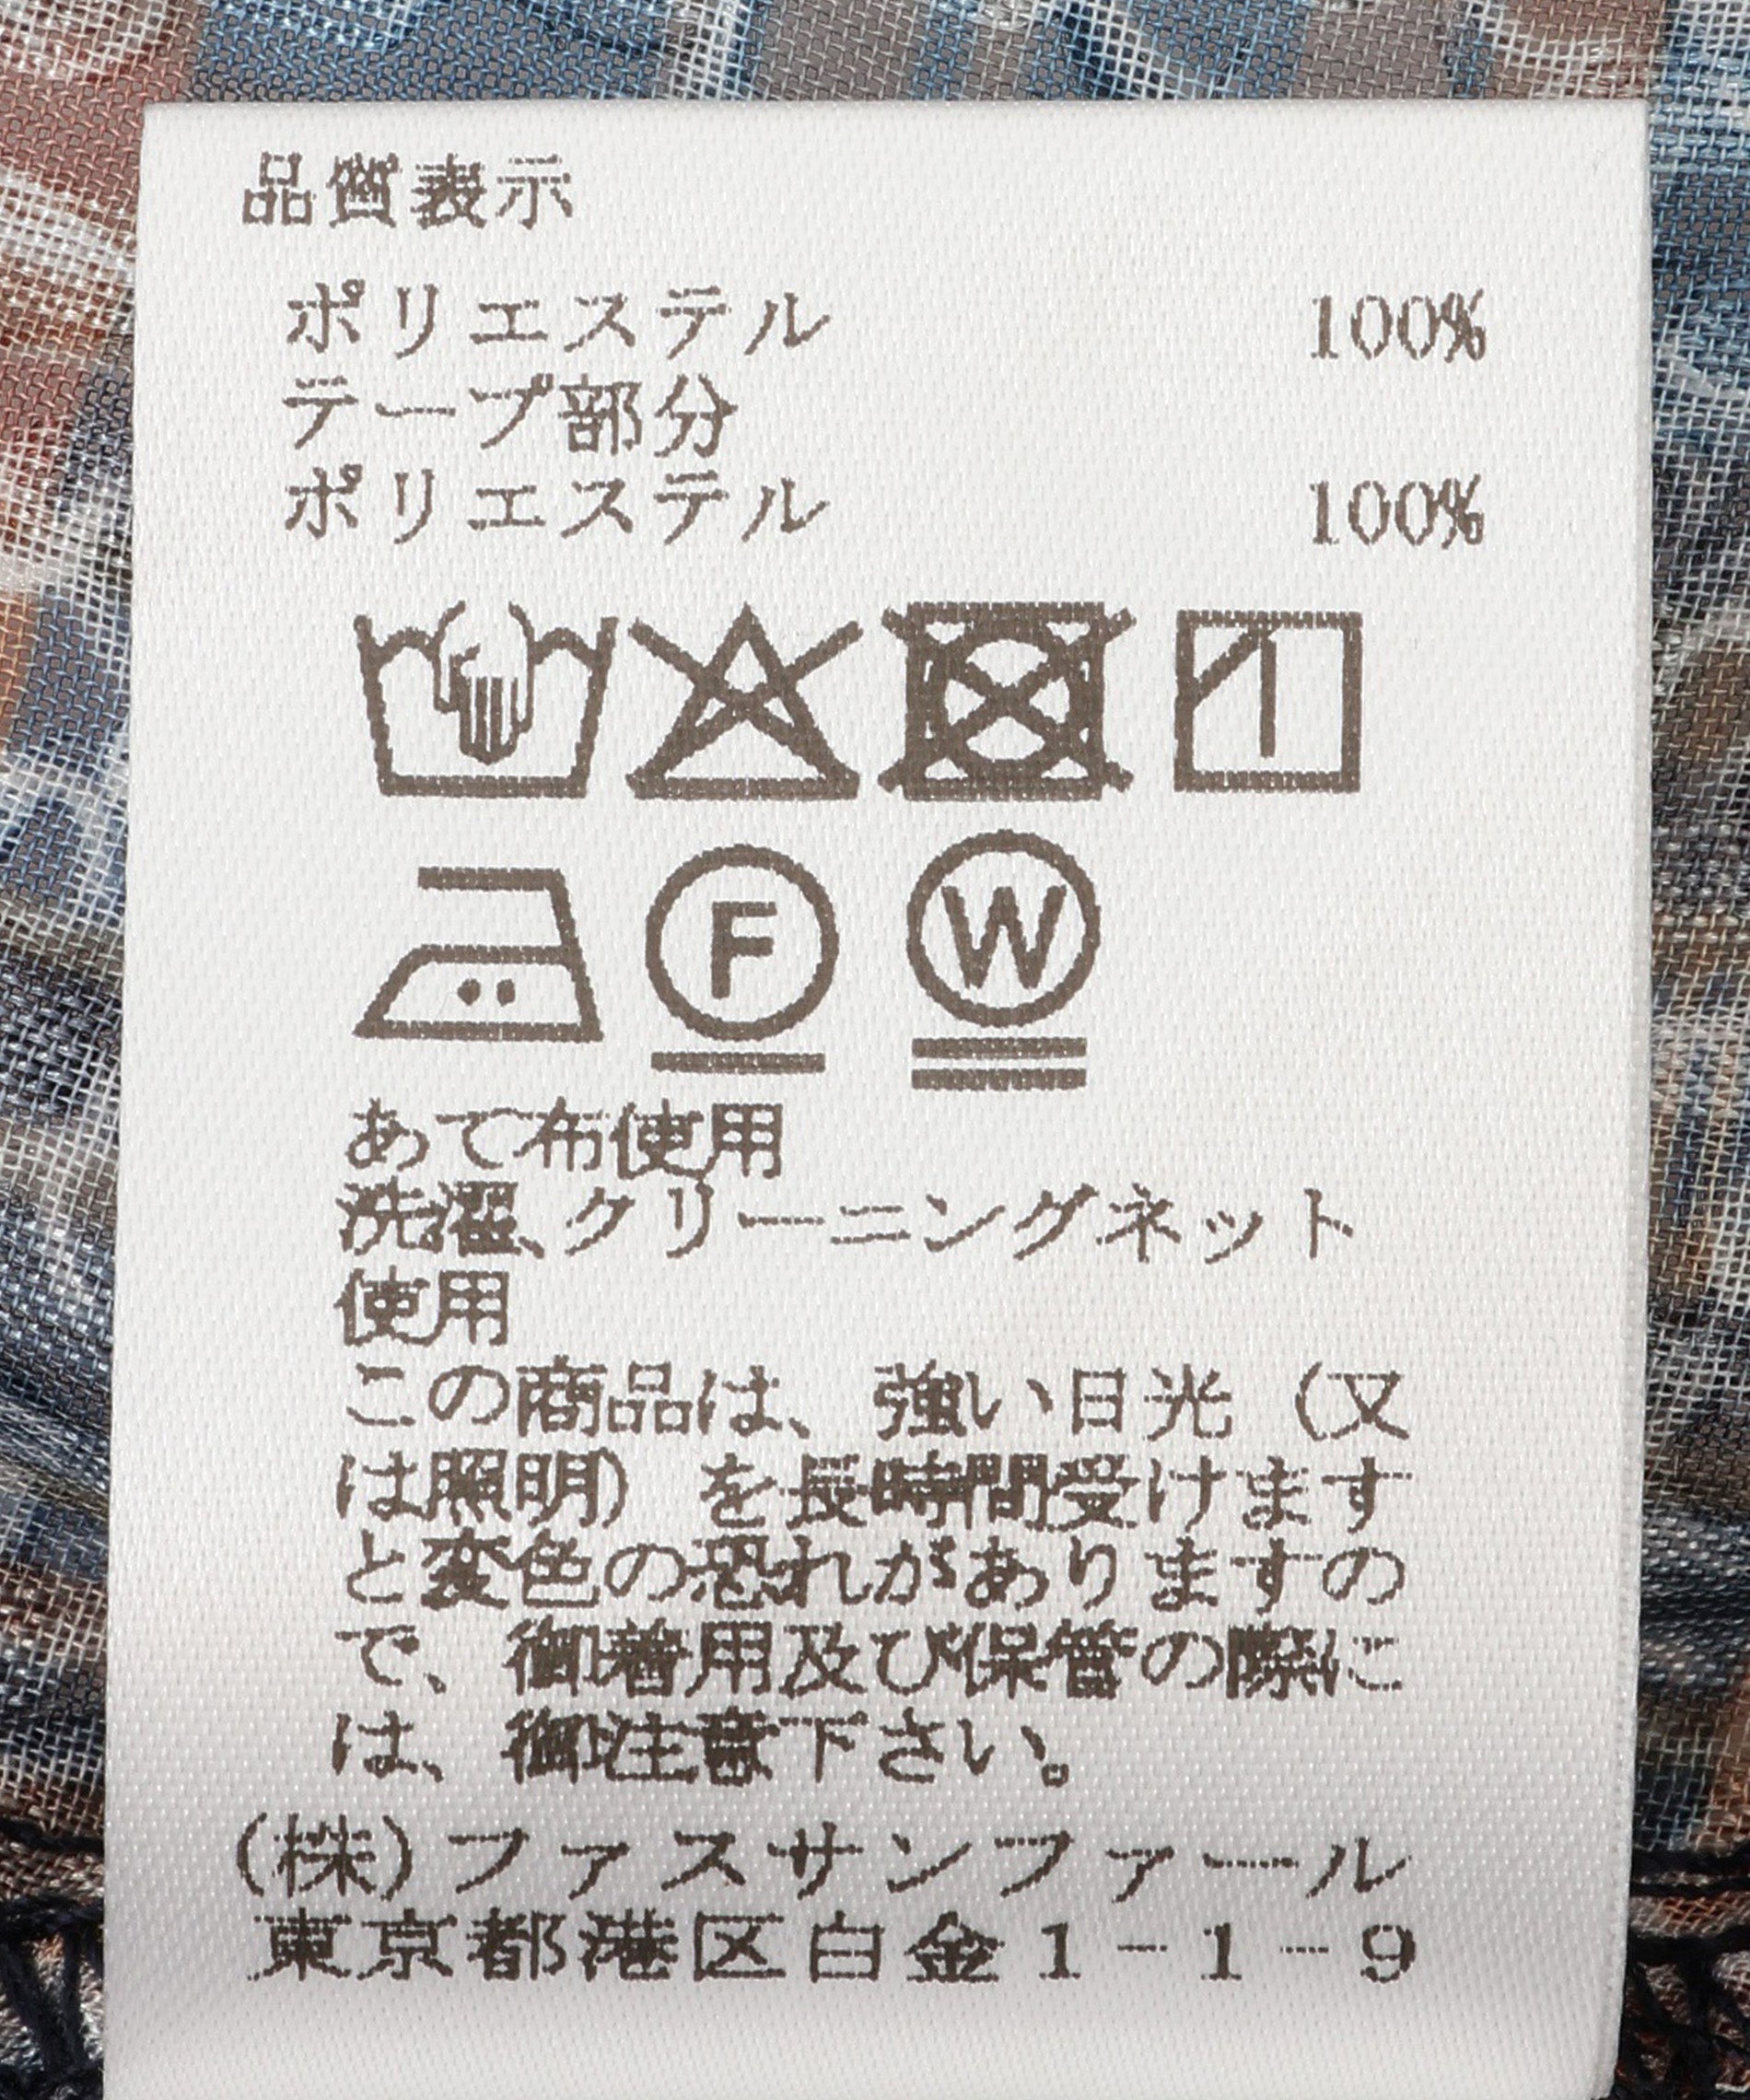 品質表示
ポリエステル 100%
テープ部分
ポリエステル 100%
F W
あて布使用
洗濯、クリーニングネット
使用
この商品は、強い日光（又
は照明）を長時間受けます
と変色の恐れがありますの
で、御着用及び保管の際に
は、御注意下さい。
(株)ファスサンファール
東京都港区白金1-1-9